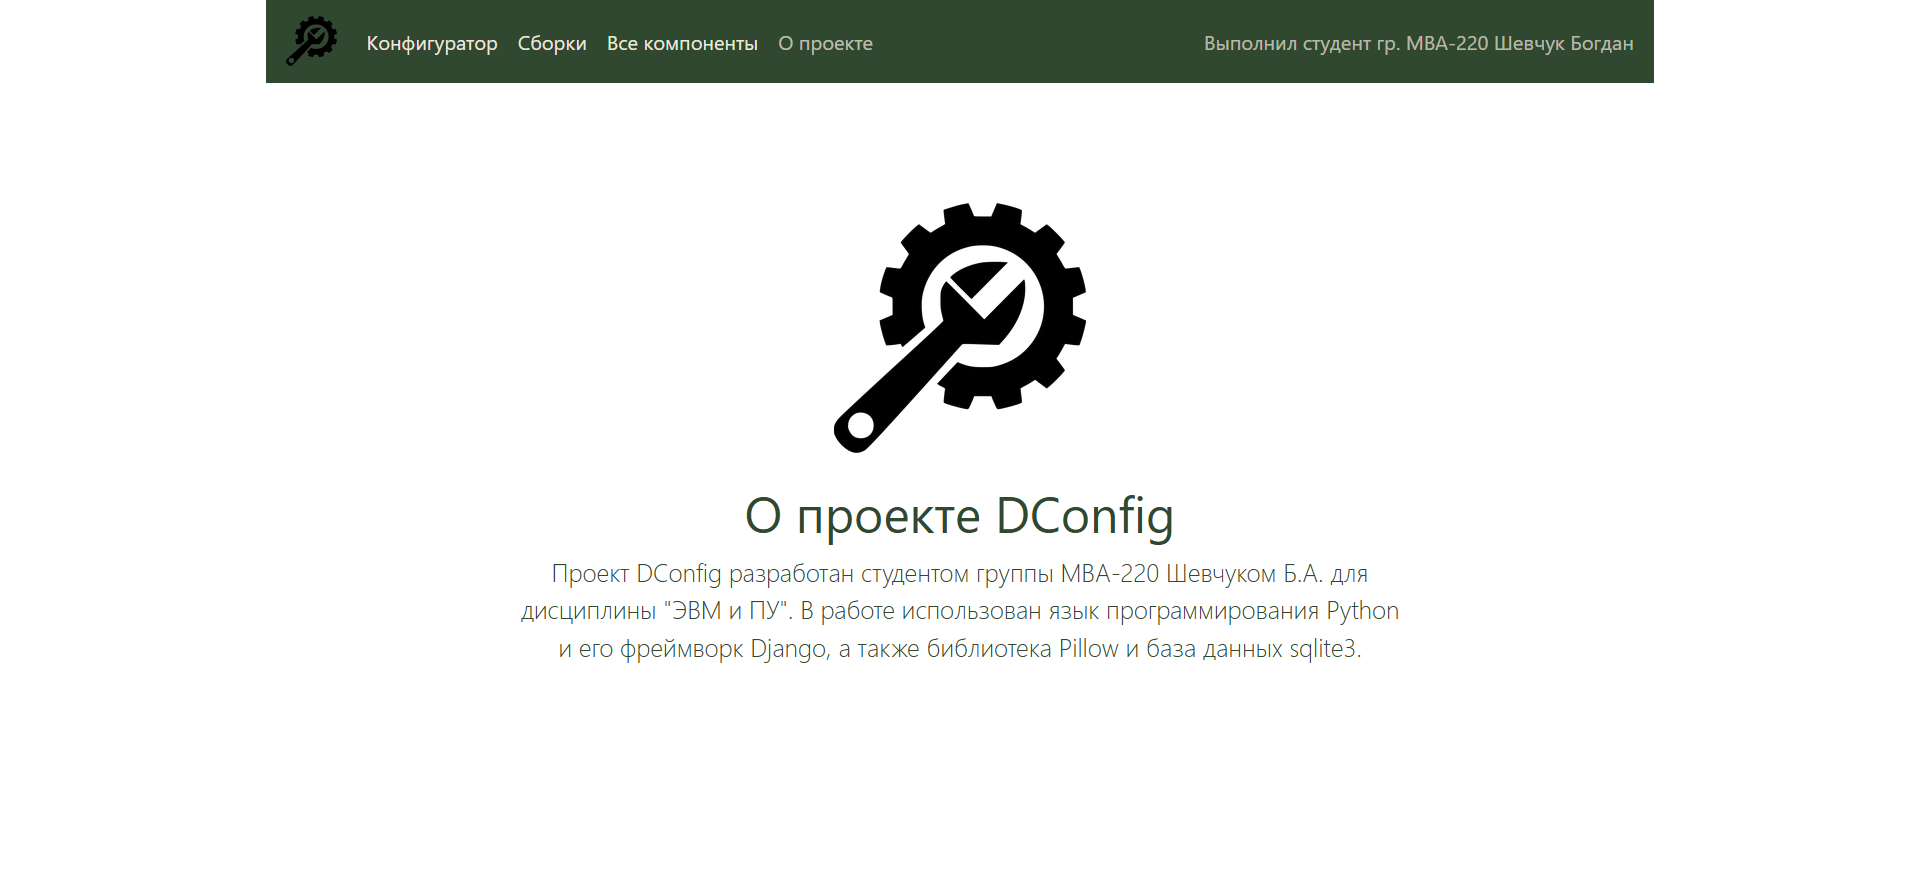 Конфигуратор Сборки Все компоненты О проекте Выполнил студент гр. МВА-220 Шевчук Богдан
О проекте DConfig
Проект DConfig разработан студентом группы МВА-220 Шевчуком Б.А. для
дисциплины "ЭВМ и ПУ". В работе использован язык программирования Python
и его фреймворк Django, а также библиотека Pillow и база данных sqlite3.